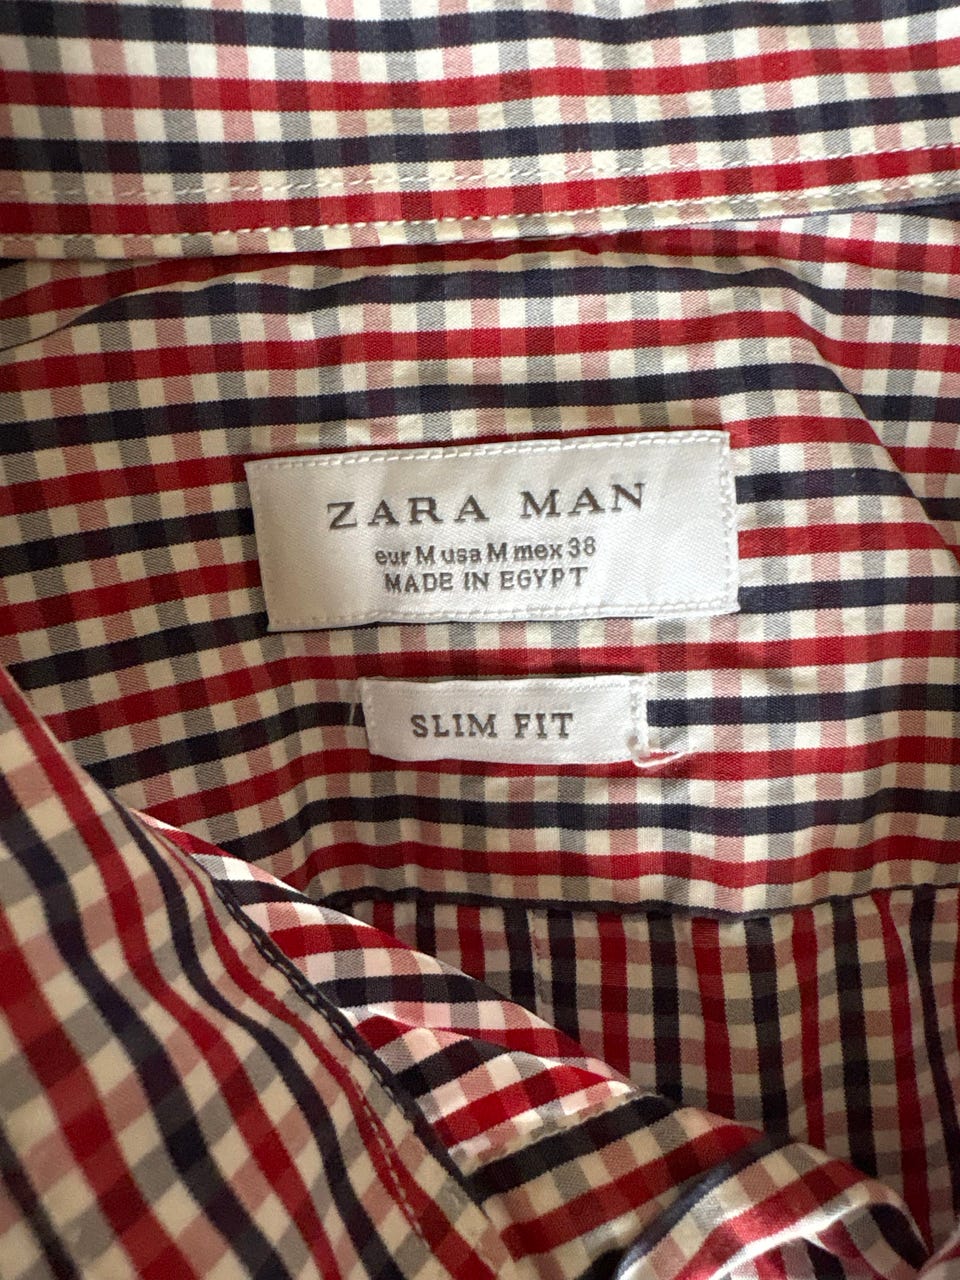 ZARA MAN
eur M usa M mex 38
MADE IN EGYPT
SLIM FIT